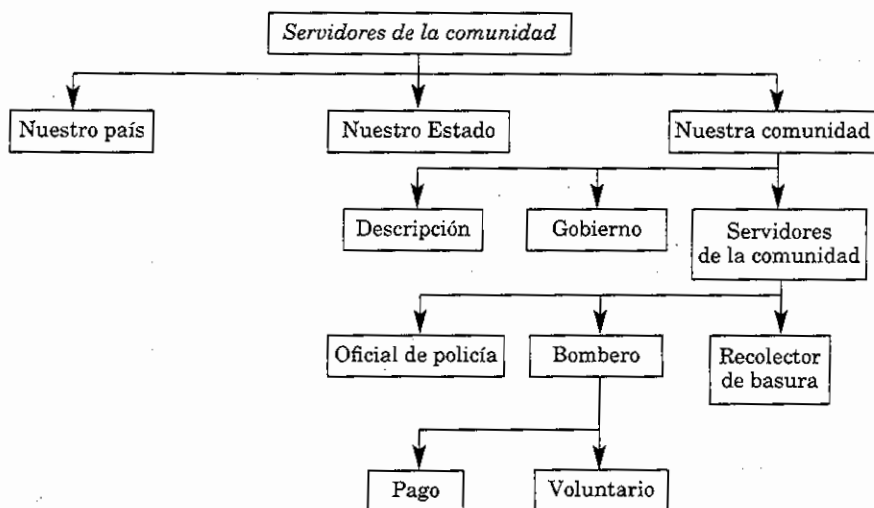 Servidores de la comunidad
Nuestro país
Nuestro Estado
Nuestra comunidad
Descripción
Gobierno
Servidores
de la comunidad
Oficial de policía
Bombero
Recolector
de basura
Pago
Voluntario